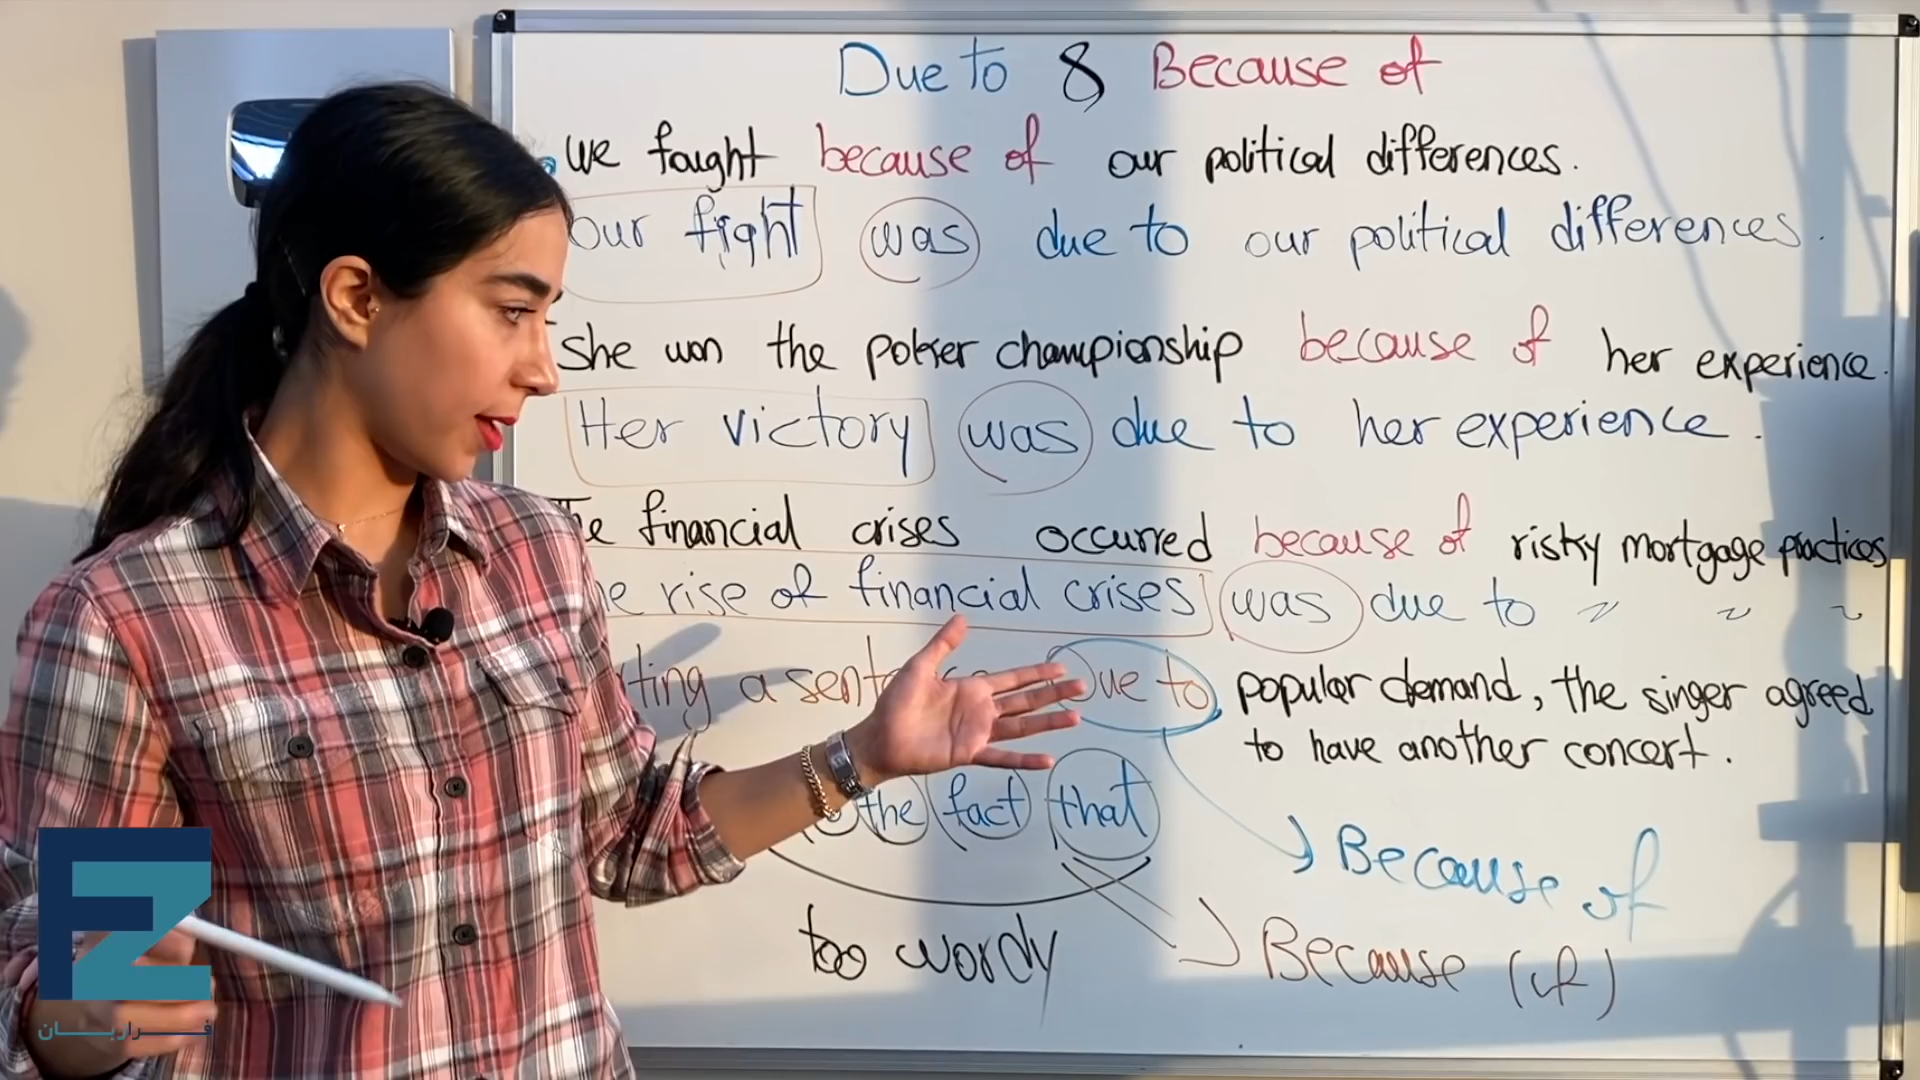 Due to & Because of
we fought because of our political differences.
Our fight was due to our political differences.
She won the poker championship because of her experience.
Her victory was due to her experience.
The financial crises occurred because of risky mortgage practices
rise of financial crises was due to 〃 〃 〃
a Due to popular demand, the singer agreed
to have another concert.
the fact that
Because of
too wordy
Because (of)
FZ
فــرازبــان